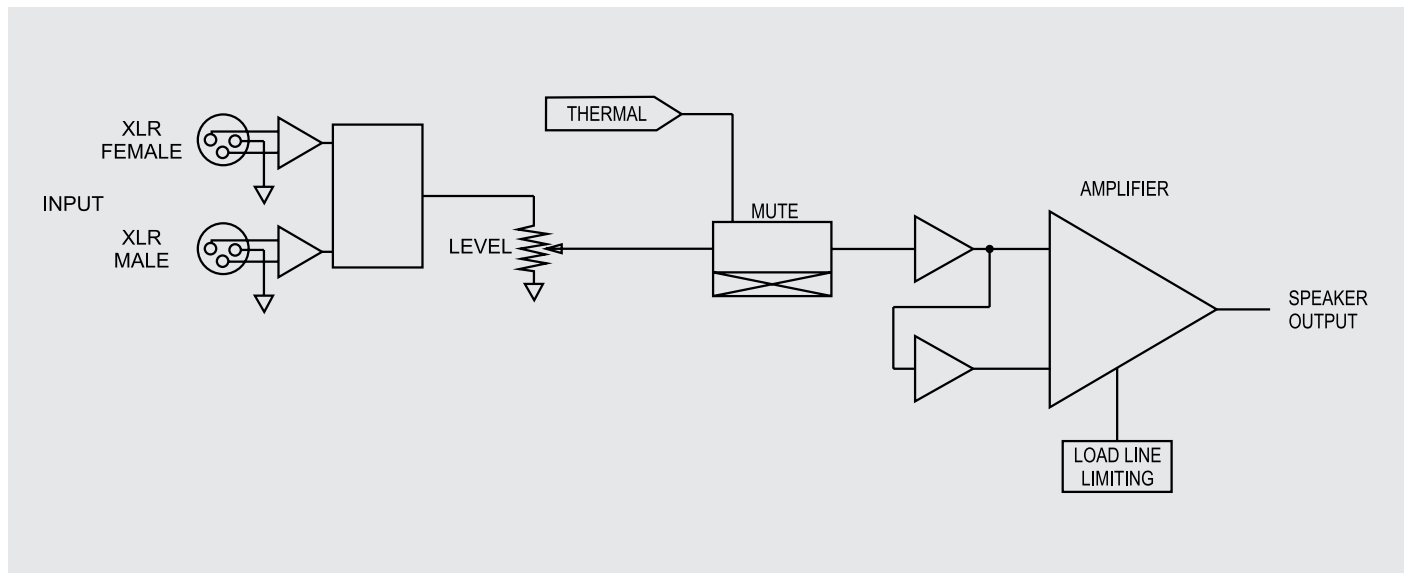 XLR
FEMALE
INPUT
XLR
MALE
LEVEL
THERMAL
MUTE
AMPLIFIER
SPEAKER
OUTPUT
LOAD LINE
LIMITING